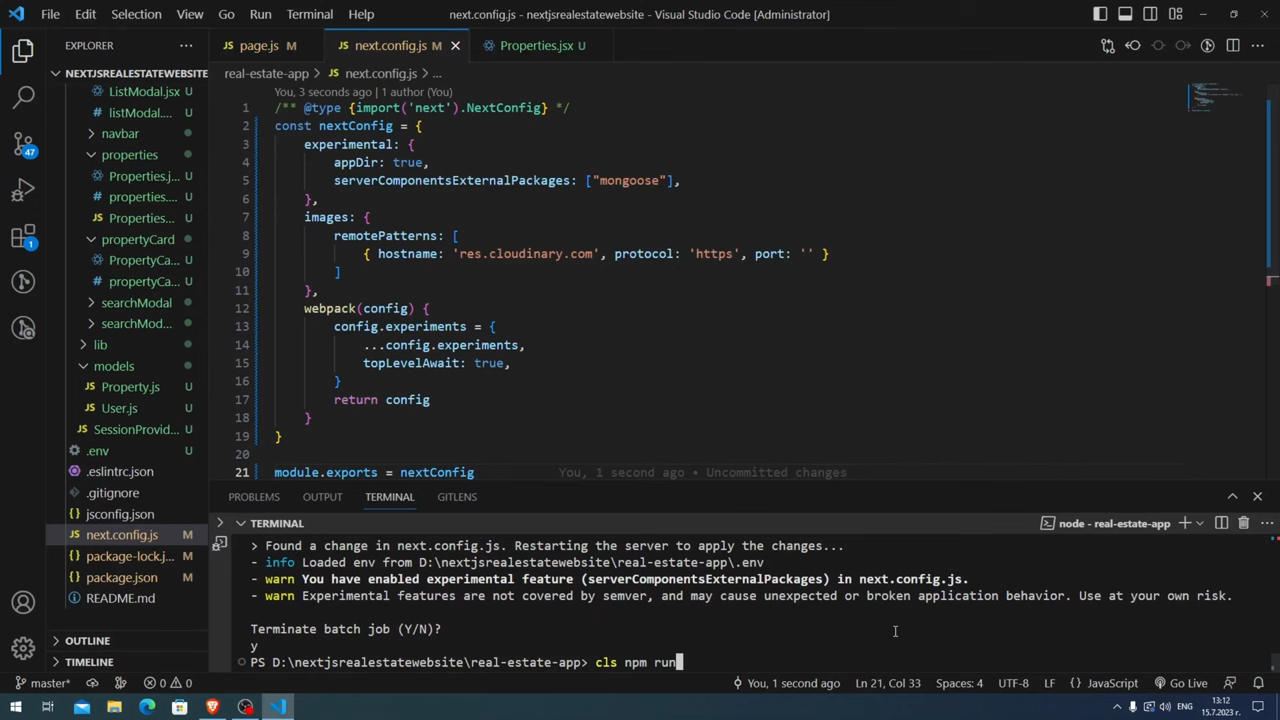 File Edit Selection View Go Run Terminal Help
next.config.js - nextjsrealestatewebsite - Visual Studio Code [Administrator]
EXPLORER
page.js M
next.config.js M
Properties.jsx U
NEXTJSREALESTATEWEBSITE
real-estate-app > next.config.js > ...
ListModal.jsx U
listModal.... U
navbar
properties
Properties.j... U
properties.... U
Properties... U
propertyCard
PropertyCa... U
propertyCa... U
searchModal
searchMod...
lib
models
Property.js U
User.js U
SessionProvid... U
.env U
.eslintrc.json
.gitignore
jsconfig.json
next.config.js M
package-lock.j... M
package.json M
README.md
OUTLINE
TIMELINE
47
1
You, 3 seconds ago | 1 author (You)
1 /** @type {import('next').NextConfig} */
2 const nextConfig = {
3 experimental: {
4 appDir: true,
5 serverComponentsExternalPackages: ["mongoose"],
6 },
7 images: {
8 remotePatterns: [
9 { hostname: 'res.cloudinary.com', protocol: 'https', port: '' }
10 ]
11 },
12 webpack(config) {
13 config.experiments = {
14 ...config.experiments,
15 topLevelAwait: true,
16 }
17 return config
18 }
19 }
20
21 module.exports = nextConfig You, 1 second ago • Uncommitted changes
PROBLEMS OUTPUT TERMINAL GITLENS
TERMINAL
node - real-estate-app
> Found a change in next.config.js. Restarting the server to apply the changes...
- info Loaded env from D:\nextjsrealestatewebsite\real-estate-app\.env
- warn You have enabled experimental feature (serverComponentsExternalPackages) in next.config.js.
- warn Experimental features are not covered by semver, and may cause unexpected or broken application behavior. Use at your own risk.
Terminate batch job (Y/N)?
y
PS D:\nextjsrealestatewebsite\real-estate-app> cls npm run
master* 0 0 You, 1 second ago Ln 21, Col 33 Spaces: 4 UTF-8 LF JavaScript Go Live
ENG
13:12
15.7.2023 г.